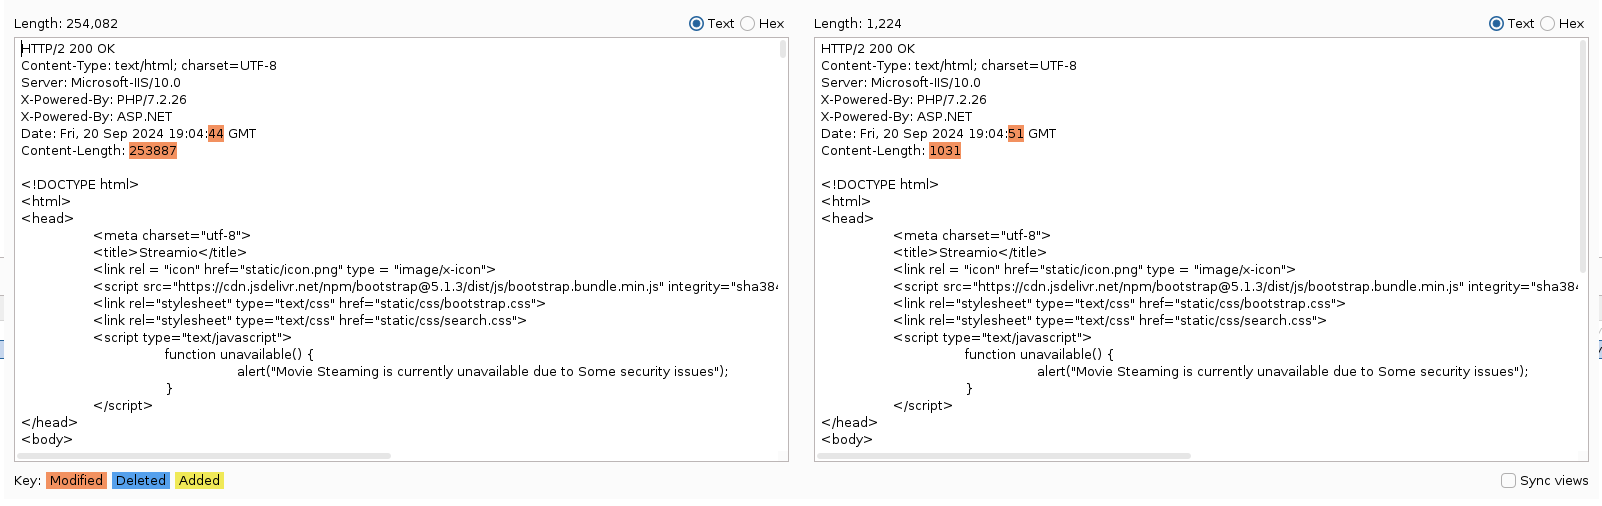 Length: 254,082
Text Hex
HTTP/2 200 OK
Content-Type: text/html; charset=UTF-8
Server: Microsoft-IIS/10.0
X-Powered-By: PHP/7.2.26
X-Powered-By: ASP.NET
Date: Fri, 20 Sep 2024 19:04:44 GMT
Content-Length: 253887
<!DOCTYPE html>
<html>
<head>
<meta charset="utf-8">
<title>Streamio</title>
<link rel = "icon" href="static/icon.png" type = "image/x-icon">
<script src="https://cdn.jsdelivr.net/npm/bootstrap@5.1.3/dist/js/bootstrap.bundle.min.js" integrity="sha384
<link rel="stylesheet" type="text/css" href="static/css/bootstrap.css">
<link rel="stylesheet" type="text/css" href="static/css/search.css">
<script type="text/javascript">
function unavailable() {
alert("Movie Steaming is currently unavailable due to Some security issues");
}
</script>
</head>
<body>
Length: 1,224
Text Hex
HTTP/2 200 OK
Content-Type: text/html; charset=UTF-8
Server: Microsoft-IIS/10.0
X-Powered-By: PHP/7.2.26
X-Powered-By: ASP.NET
Date: Fri, 20 Sep 2024 19:04:51 GMT
Content-Length: 1031
<!DOCTYPE html>
<html>
<head>
<meta charset="utf-8">
<title>Streamio</title>
<link rel = "icon" href="static/icon.png" type = "image/x-icon">
<script src="https://cdn.jsdelivr.net/npm/bootstrap@5.1.3/dist/js/bootstrap.bundle.min.js" integrity="sha384
<link rel="stylesheet" type="text/css" href="static/css/bootstrap.css">
<link rel="stylesheet" type="text/css" href="static/css/search.css">
<script type="text/javascript">
function unavailable() {
alert("Movie Steaming is currently unavailable due to Some security issues");
}
</script>
</head>
<body>
Key: Modified Deleted Added
Sync views